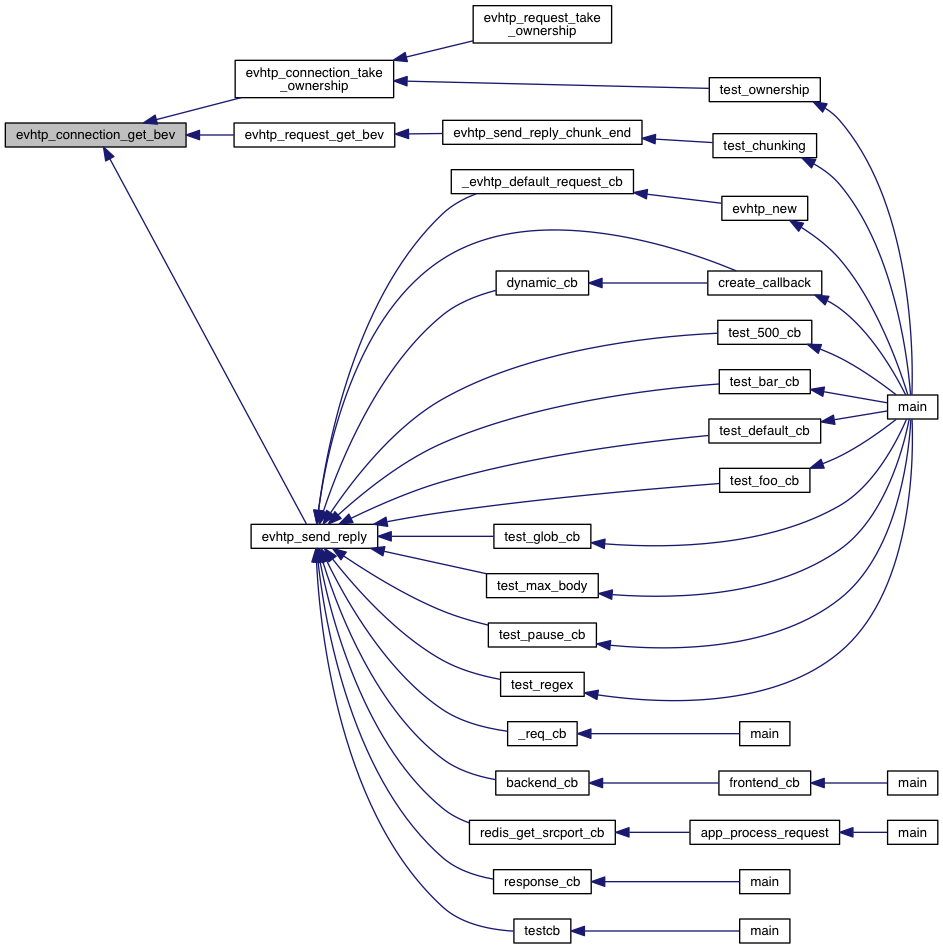 evhtp_request_take
_ownership
evhtp_connection_take
_ownership
test_ownership
evhtp_connection_get_bev
evhtp_request_get_bev
evhtp_send_reply_chunk_end
test_chunking
_evhtp_default_request_cb
evhtp_new
dynamic_cb
create_callback
test_500_cb
test_bar_cb
main
test_default_cb
test_foo_cb
evhtp_send_reply
test_glob_cb
test_max_body
test_pause_cb
test_regex
_req_cb
main
backend_cb
frontend_cb
main
redis_get_srcport_cb
app_process_request
main
response_cb
main
testcb
main